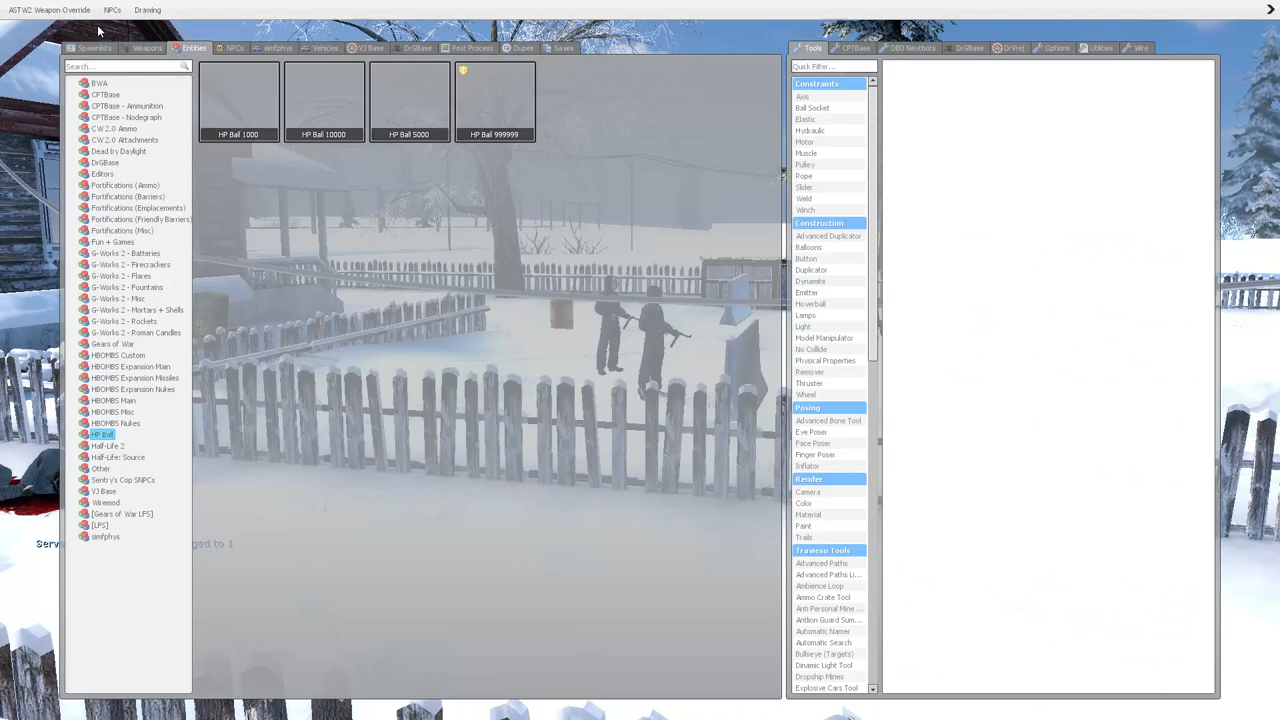 ASTW2 Weapon Override NPCs Drawing
Spawnlists Weapons Entities NPCs simfphys Vehicles VJ Base DrGBase Post Process Dupes Saves
Tools CPTBase DBD Nextbots DrGBase DrVrej Options Utilities Wire
Search...
BWA
CPTBase
CPTBase - Ammunition
CPTBase - Nodegraph
CW 2.0 Ammo
CW 2.0 Attachments
Dead by Daylight
DrGBase
Editors
Fortifications (Ammo)
Fortifications (Barriers)
Fortifications (Emplacements)
Fortifications (Friendly Barriers)
Fortifications (Misc)
Fun + Games
G-Works 2 - Batteries
G-Works 2 - Firecrackers
G-Works 2 - Flares
G-Works 2 - Fountains
G-Works 2 - Misc
G-Works 2 - Mortars + Shells
G-Works 2 - Rockets
G-Works 2 - Roman Candles
Gears of War
HBOMBS Custom
HBOMBS Expansion Main
HBOMBS Expansion Missiles
HBOMBS Expansion Nukes
HBOMBS Main
HBOMBS Misc
HBOMBS Nukes
HP Ball
Half-Life 2
Half-Life: Source
Other
Sentry's Cop SNPCs
VJ Base
Wiremod
[Gears of War LFS]
[LFS]
simfphys
HP Ball 1000 HP Ball 10000 HP Ball 5000 HP Ball 999999
Serv
ged to 1
Quick Filter...
Constraints
Axis
Ball Socket
Elastic
Hydraulic
Motor
Muscle
Pulley
Rope
Slider
Weld
Winch
Construction
Advanced Duplicator
Balloons
Button
Duplicator
Dynamite
Emitter
Hoverball
Lamps
Light
Model Manipulator
No Collide
Physical Properties
Remover
Thruster
Wheel
Posing
Advanced Bone Tool
Eye Poser
Face Poser
Finger Poser
Inflator
Render
Camera
Color
Material
Paint
Trails
Travieso Tools
Advanced Paths
Advanced Paths Li...
Ambience Loop
Ammo Crate Tool
Anti Personal Mine ...
Antlion Guard Sum...
Automatic Namer
Automatic Search
Bullseye (Targets)
Dinamic Light Tool
Dropship Mines
Explosive Cars Tool